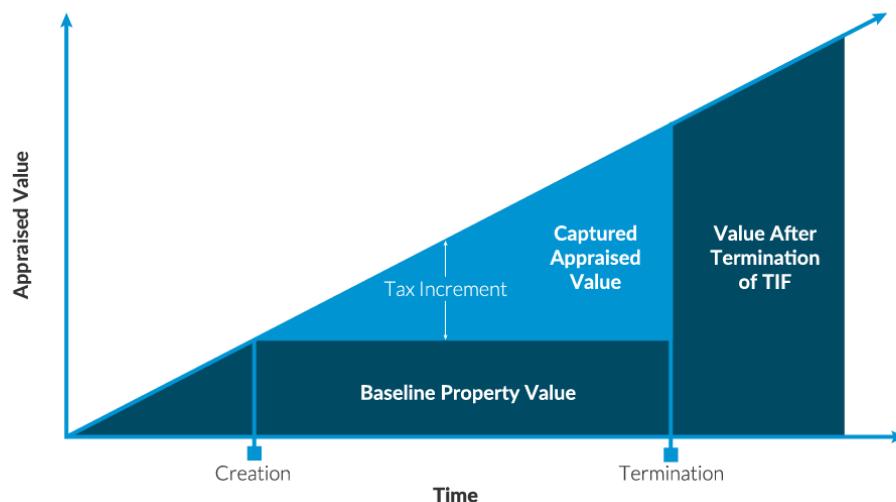 Appraised Value
Tax Increment
Captured
Appraised
Value
Value After
Termination
of TIF
Baseline Property Value
Creation
Termination
Time